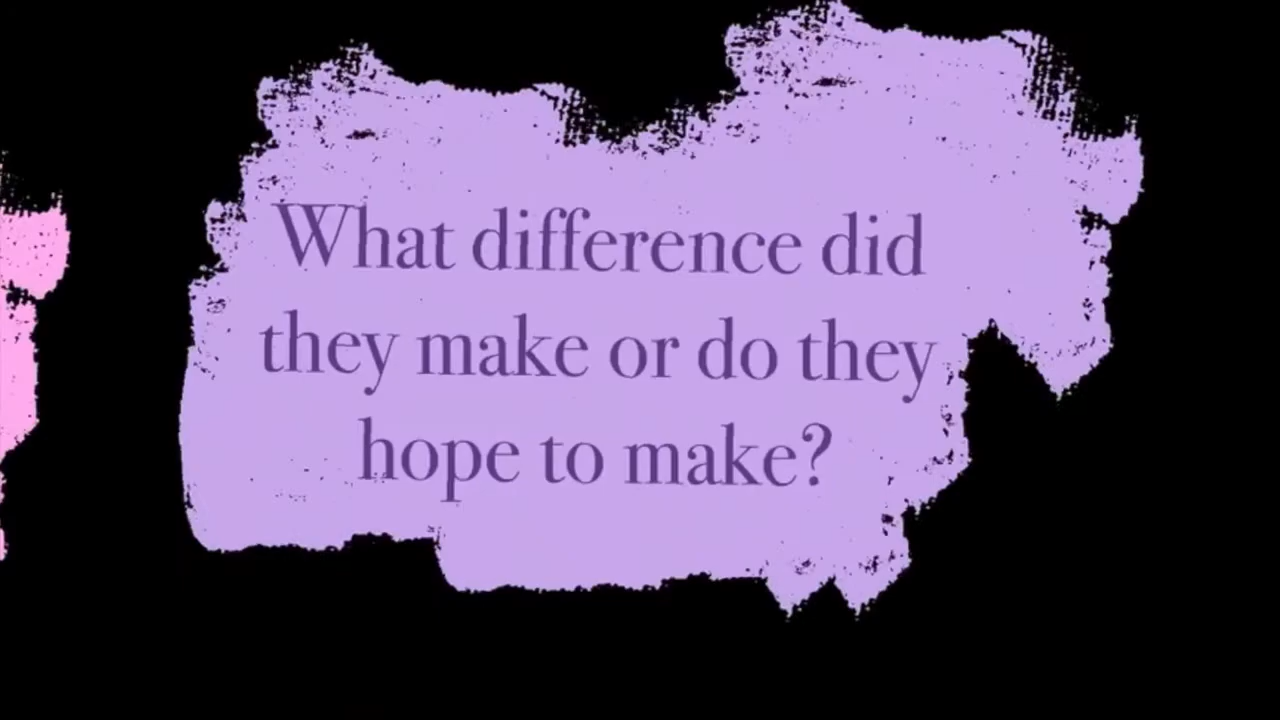 What difference did
they make or do they
hope to make?